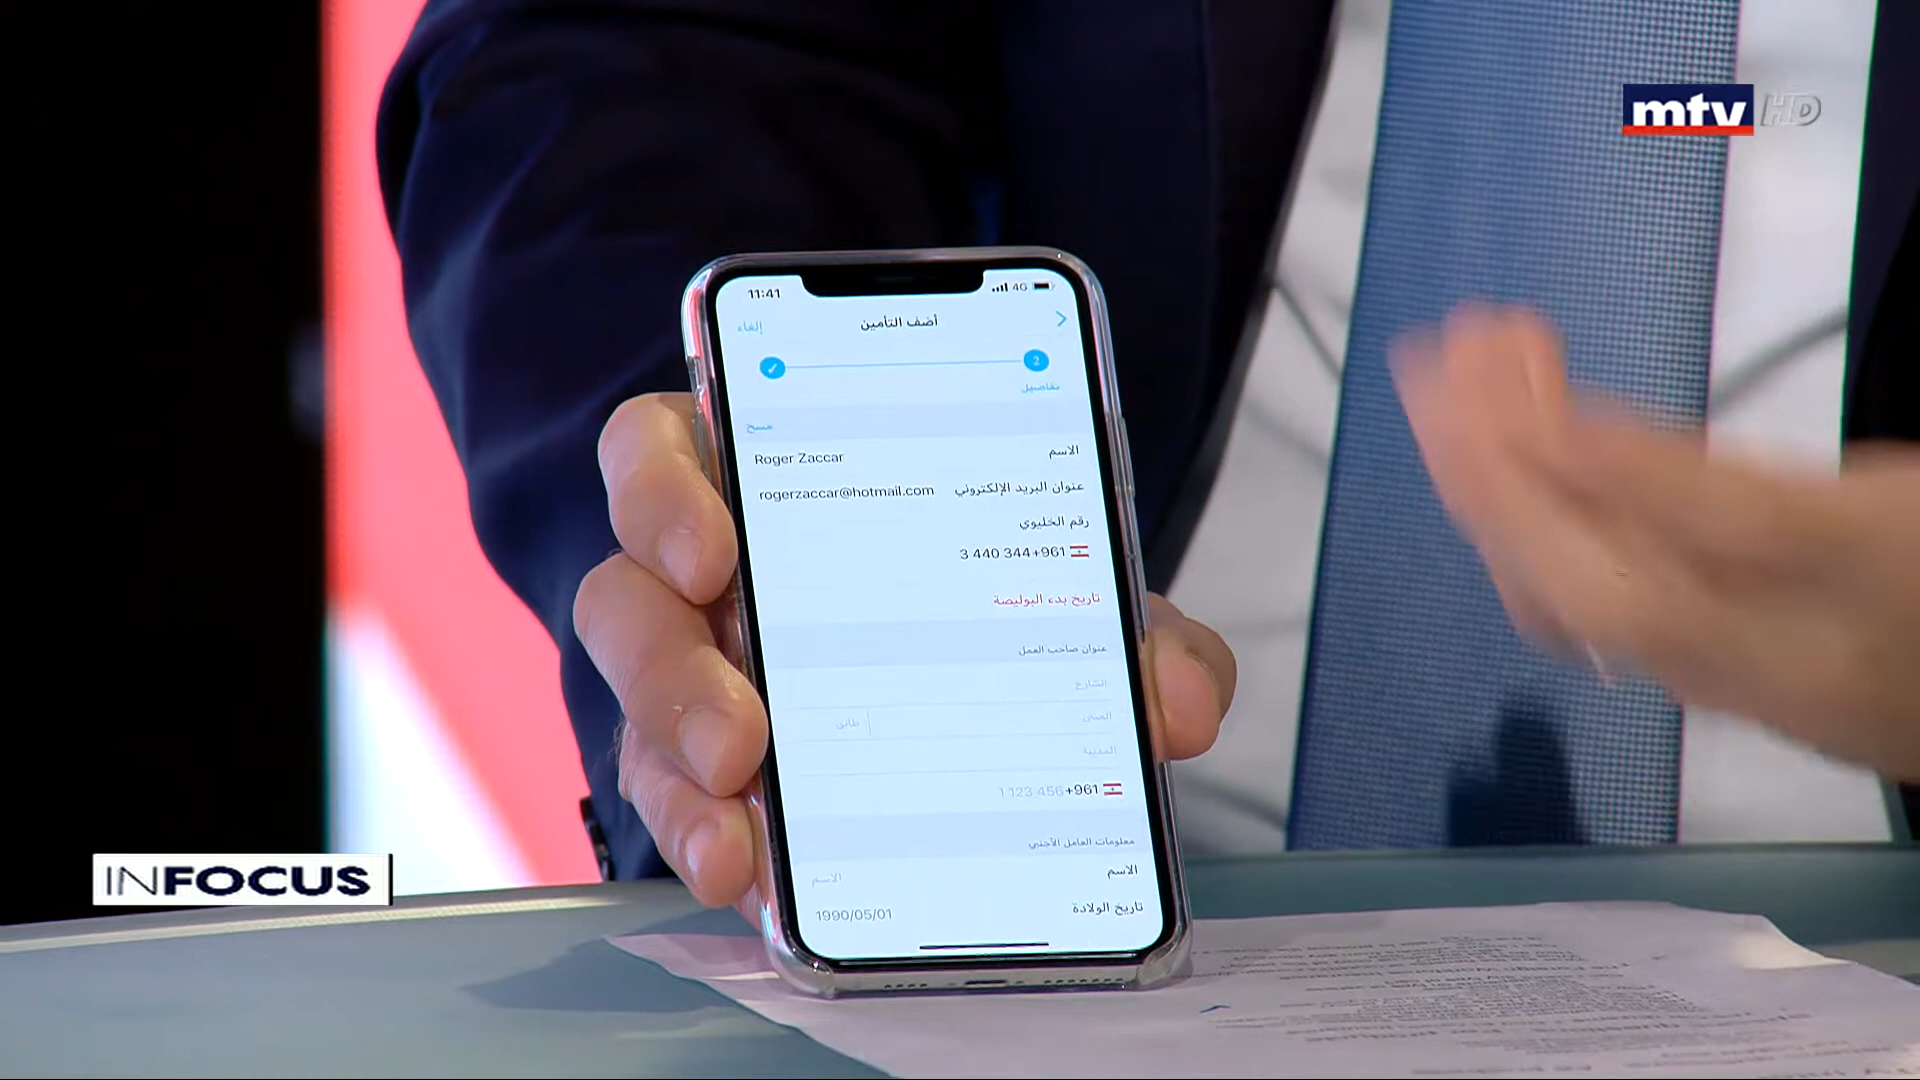 mtv HD
11:41
4G
إلغاء
أضف التأمين
2
تفاصيل
مسح
الاسم Roger Zaccar
عنوان البريد الإلكتروني rogerzaccar@hotmail.com
رقم الخليوي
3 440 344+961
تاريخ بدء البوليصة
عنوان صاحب العمل
الشارع
المبنى طابق
المدينة
1 123 456+961
معلومات العامل الأجنبي
الاسم الاسم
تاريخ الولادة 1990/05/01
INFOCUS